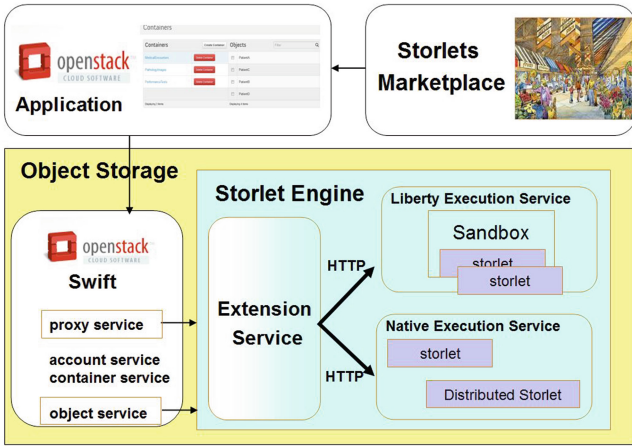 Containers
Containers
Create Container
Objects
openstack
CLOUD SOFTWARE
Application
Storlets
Marketplace
Object Storage
Storlet Engine
openstack
CLOUD SOFTWARE
Swift
proxy service
account service
container service
object service
Extension
Service
HTTP
HTTP
Liberty Execution Service
Sandbox
storlet
storlet
Native Execution Service
storlet
Distributed Storlet